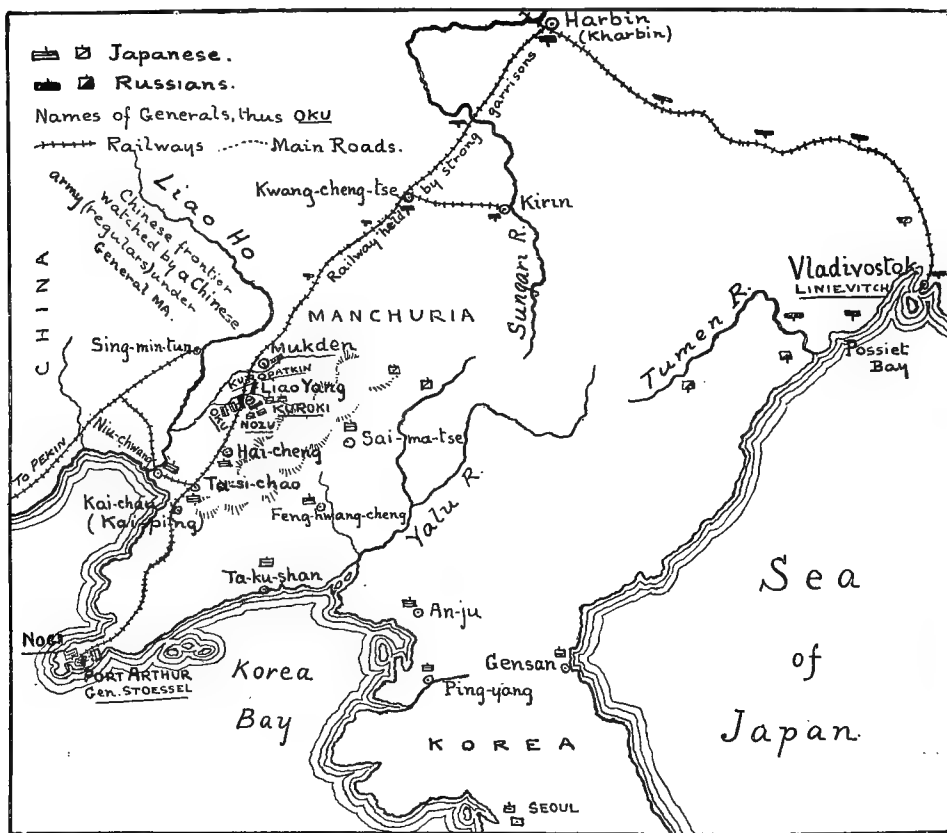 Harbin
(Kharbin)
Japanese.
Russians.
Names of Generals, thus OKU
Railways Main Roads.
Railway held by strong garrisons
Kwang-cheng-tse
Kirin
Liao Ho
Chinese frontier
watched by a Chinese
army (regulars) under
General MA.
CHINA
Sungari R.
Vladivostok
LINIEVITCH
MANCHURIA
Tumen R.
Possiet
Bay
Sing-min-tun
Mukden
KUROPATKIN
Liao Yang
OKU
KUROKI
NOZU
Sai-ma-tse
Niu-chwang
Hai-cheng
TO PEKIN
Ta-si-chao
Kai-chau
(Kai-ping)
Feng-hwang-cheng
Yalu R.
Ta-ku-shan
An-ju
Sea
of
Japan.
NOGI
PORT ARTHUR
Gen. STOESSEL
Korea
Bay
Gensan
Ping-yang
KOREA
SEOUL